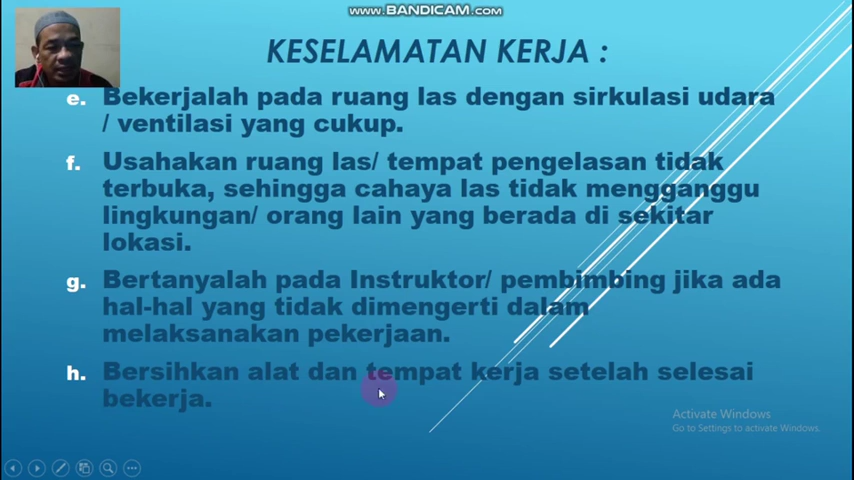 WWW.BANDICAM.COM
KESELAMATAN KERJA :
e. Bekerjalah pada ruang las dengan sirkulasi udara
/ ventilasi yang cukup.
f. Usahakan ruang las/ tempat pengelasan tidak
terbuka, sehingga cahaya las tidak mengganggu
lingkungan/ orang lain yang berada di sekitar
lokasi.
g. Bertanyalah pada Instruktor/ pembimbing jika ada
hal-hal yang tidak dimengerti dalam
melaksanakan pekerjaan.
h. Bersihkan alat dan tempat kerja setelah selesai
bekerja.
Activate Windows
Go to Settings to activate Windows.